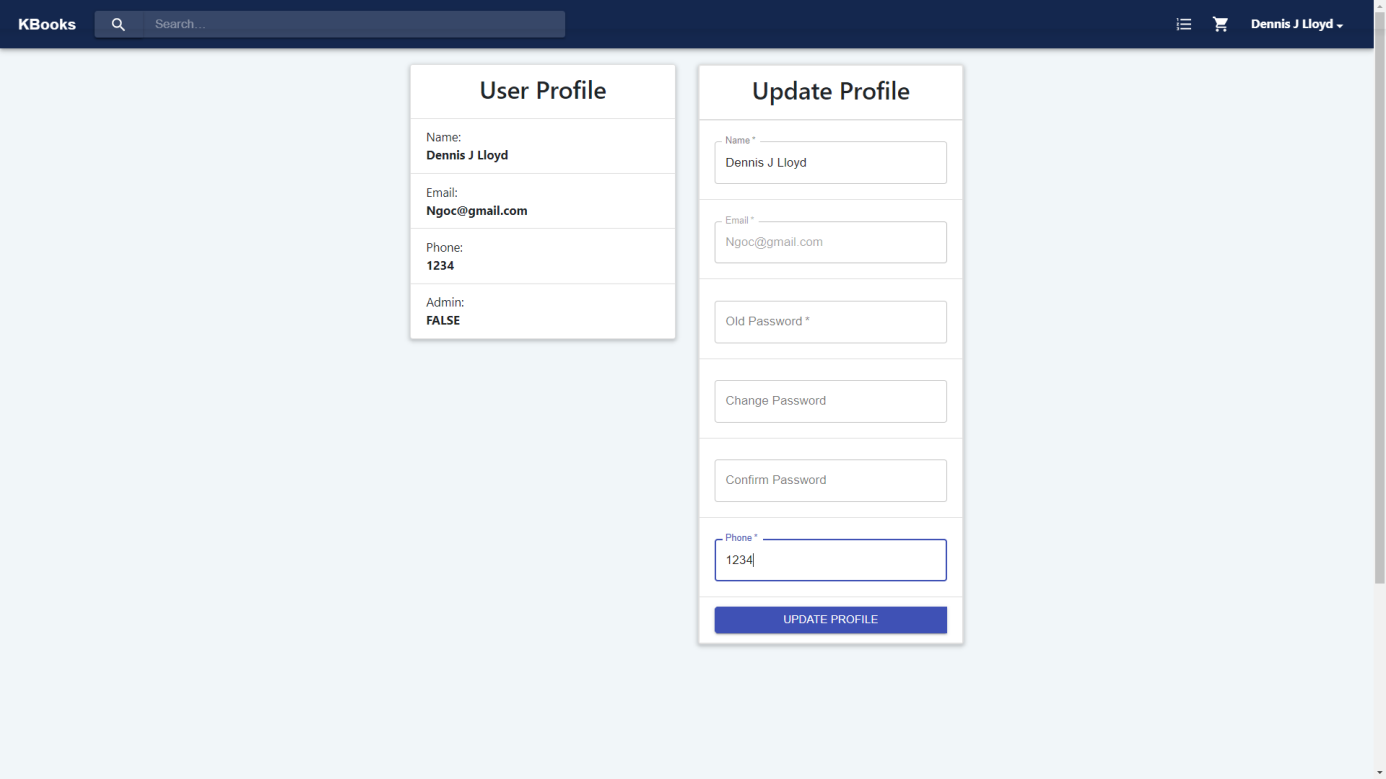 KBooks
Search...
Dennis J Lloyd
User Profile
Name:
Dennis J Lloyd
Email:
Ngoc@gmail.com
Phone:
1234
Admin:
FALSE
Update Profile
Name *
Dennis J Lloyd
Email *
Ngoc@gmail.com
Old Password *
Change Password
Confirm Password
Phone *
1234
UPDATE PROFILE